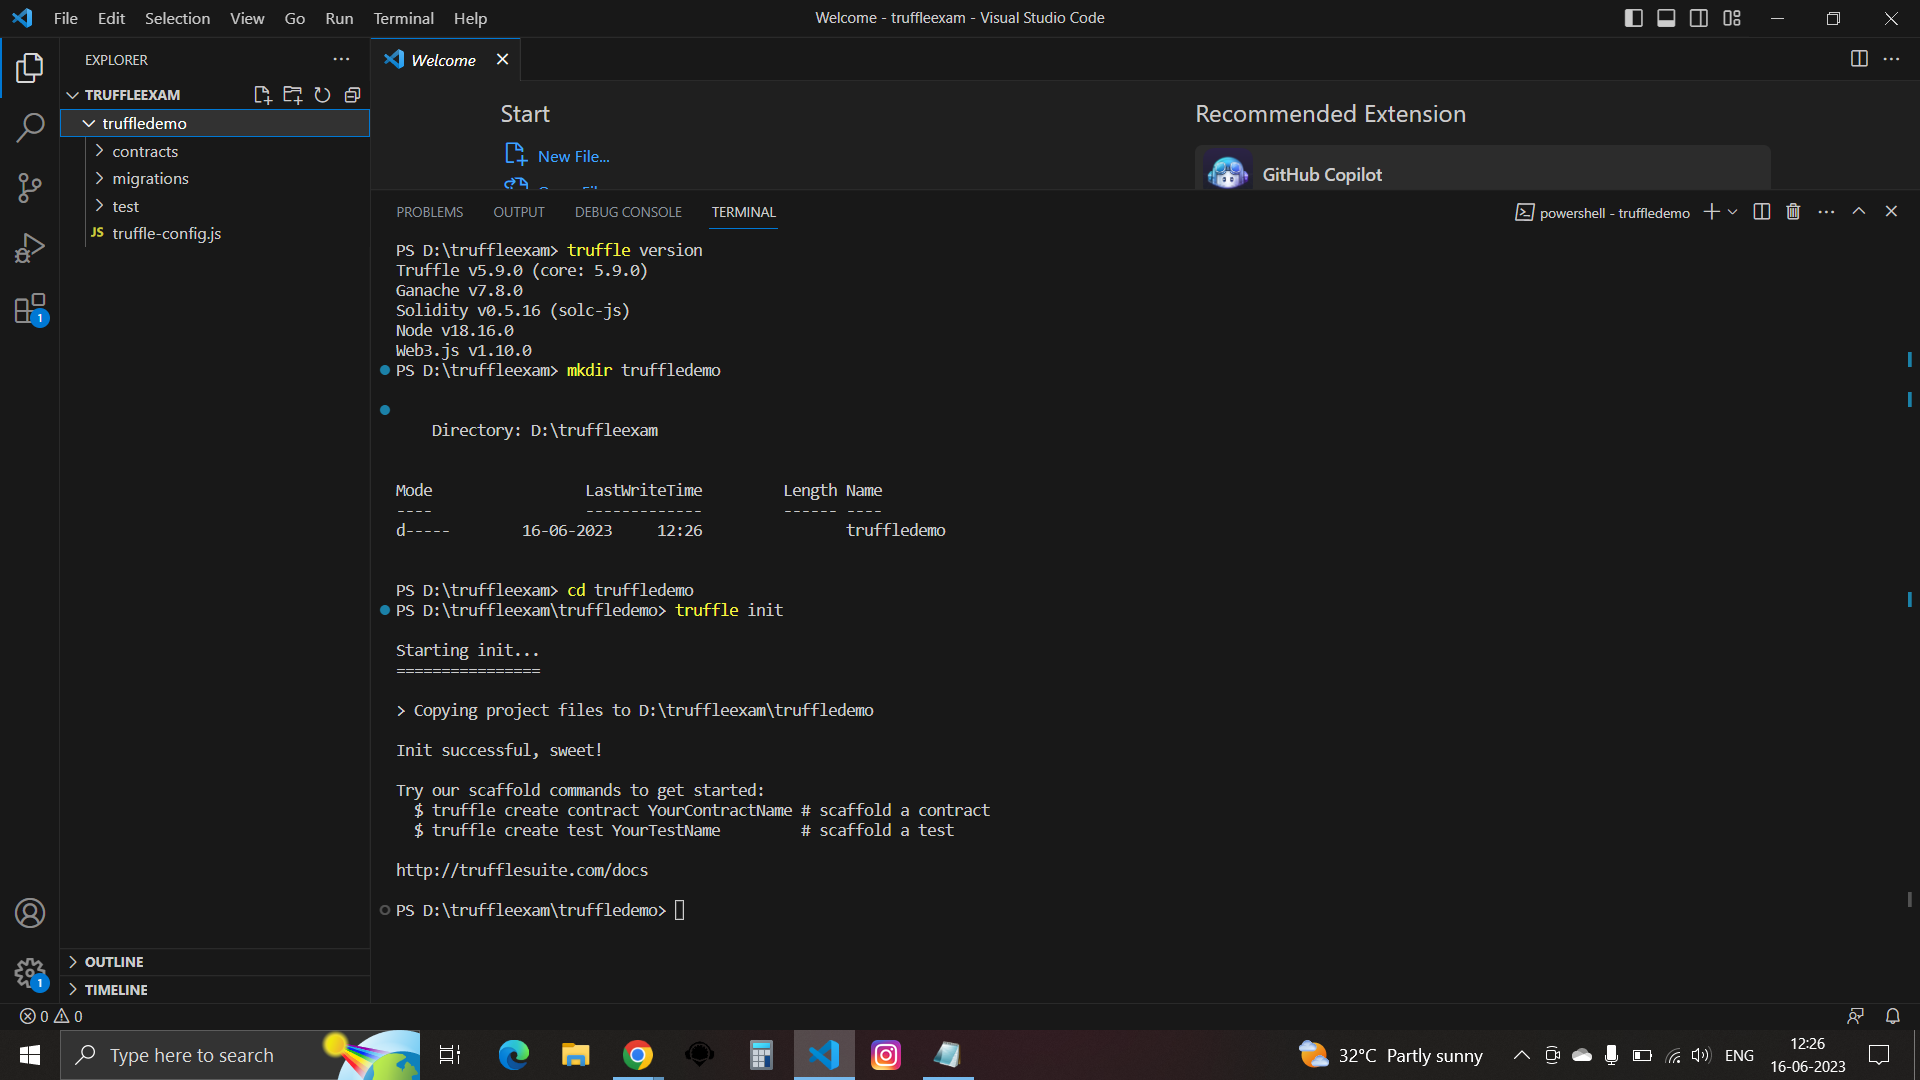 File Edit Selection View Go Run Terminal Help
Welcome - truffleexam - Visual Studio Code
EXPLORER
TRUFFLEEXAM
truffledemo
contracts
migrations
test
JS truffle-config.js
OUTLINE
TIMELINE
Welcome
Start
New File...
Recommended Extension
GitHub Copilot
PROBLEMS OUTPUT DEBUG CONSOLE TERMINAL
powershell - truffledemo
PS D:\truffleexam> truffle version
Truffle v5.9.0 (core: 5.9.0)
Ganache v7.8.0
Solidity v0.5.16 (solc-js)
Node v18.16.0
Web3.js v1.10.0
PS D:\truffleexam> mkdir truffledemo
Directory: D:\truffleexam
Mode LastWriteTime Length Name
---- ------------- ------ ----
d----- 16-06-2023 12:26 truffledemo
PS D:\truffleexam> cd truffledemo
PS D:\truffleexam\truffledemo> truffle init
Starting init...
================
> Copying project files to D:\truffleexam\truffledemo
Init successful, sweet!
Try our scaffold commands to get started:
$ truffle create contract YourContractName # scaffold a contract
$ truffle create test YourTestName # scaffold a test
http://trufflesuite.com/docs
PS D:\truffleexam\truffledemo>
1
1
0 0
Type here to search
32°C Partly sunny
ENG
12:26
16-06-2023